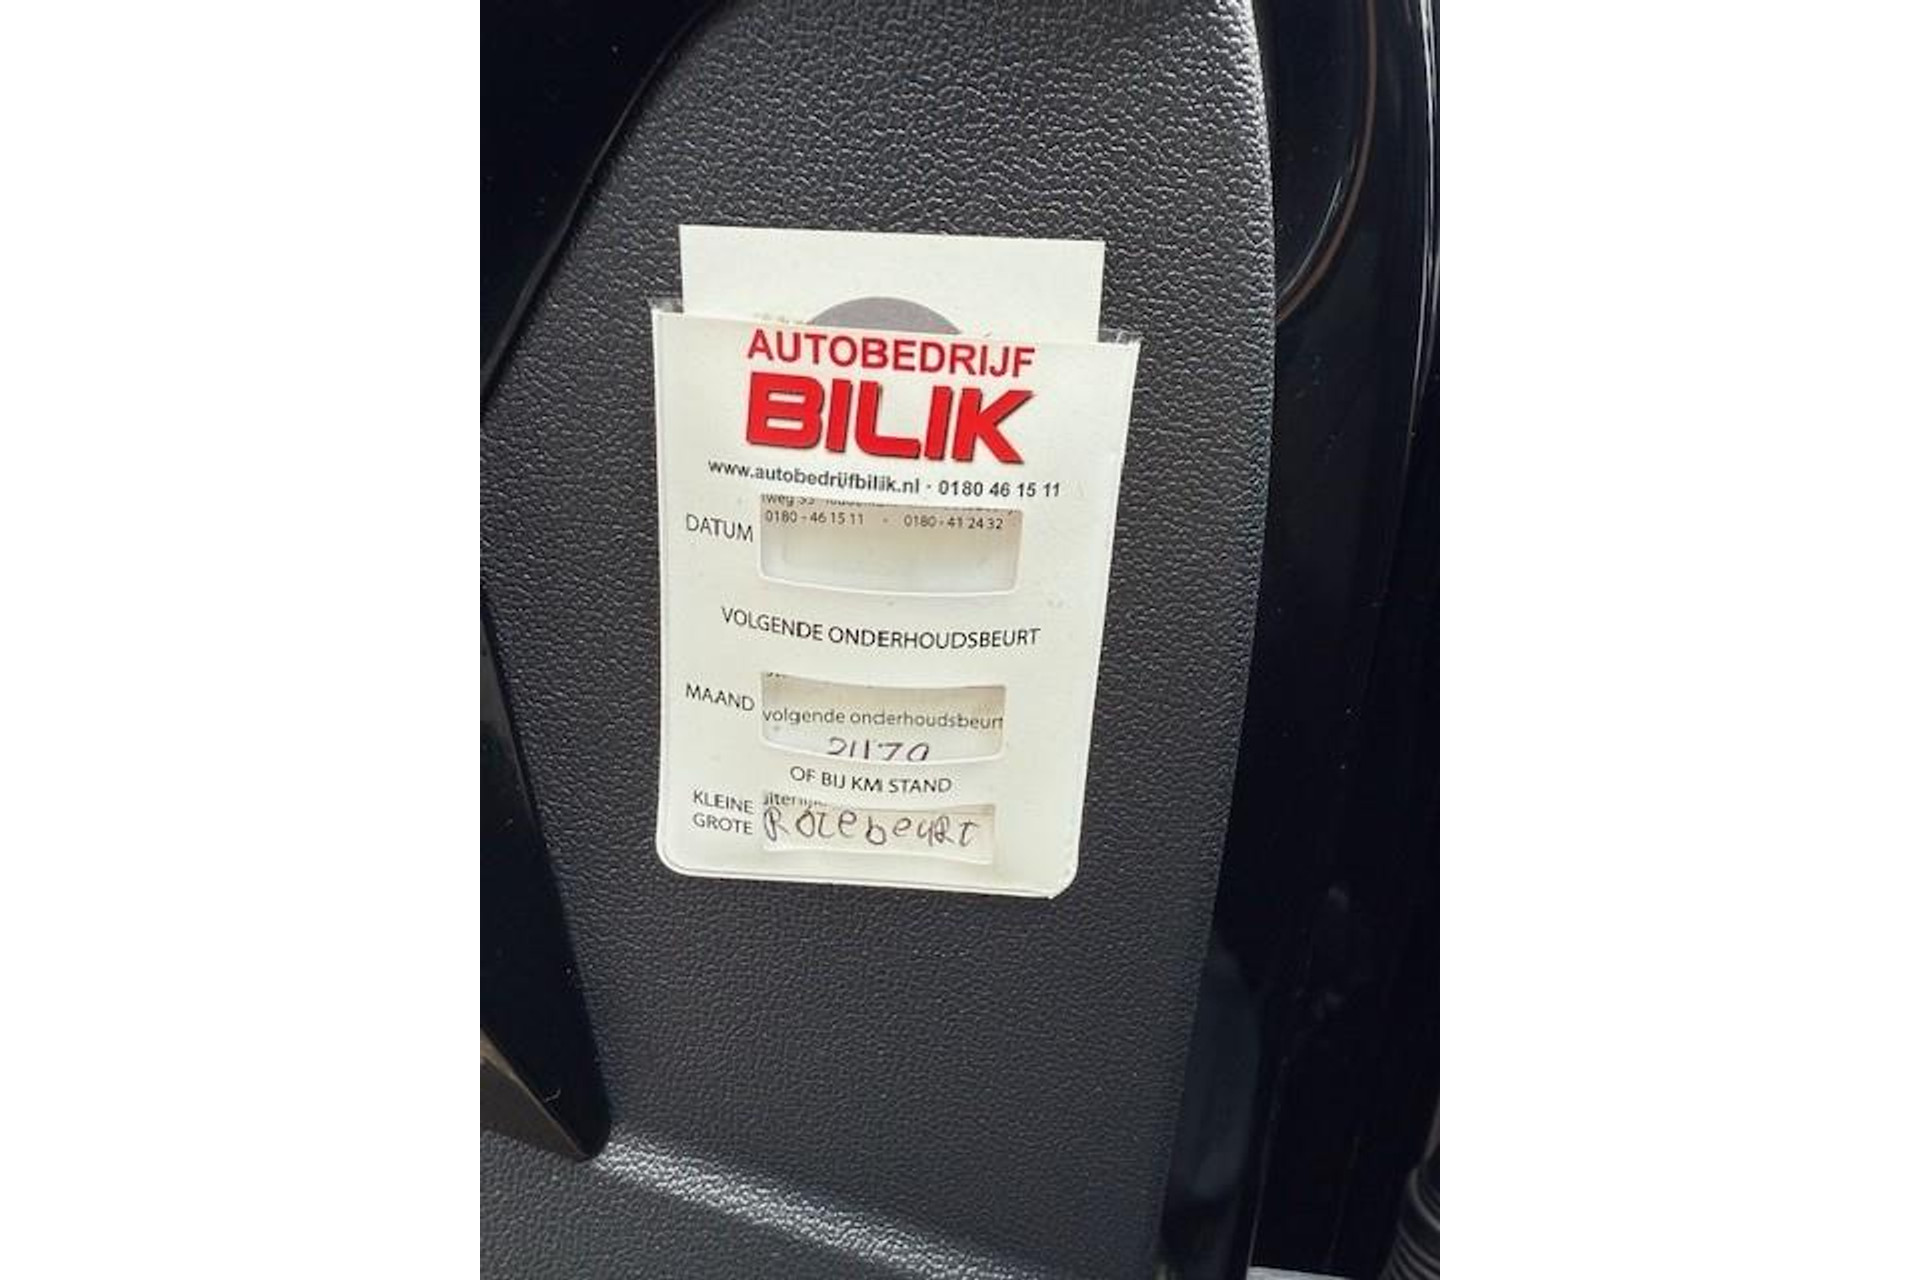 AUTOBEDRIJF
BILIK
www.autobedrijfbilik.nl · 0180 46 15 11
DATUM
0180 - 46 15 11 - 0180 - 41 24 32
VOLGENDE ONDERHOUDSBEURT
MAAND
volgende onderhoudsbeurt
OF BIJ KM STAND
KLEINE
GROTE